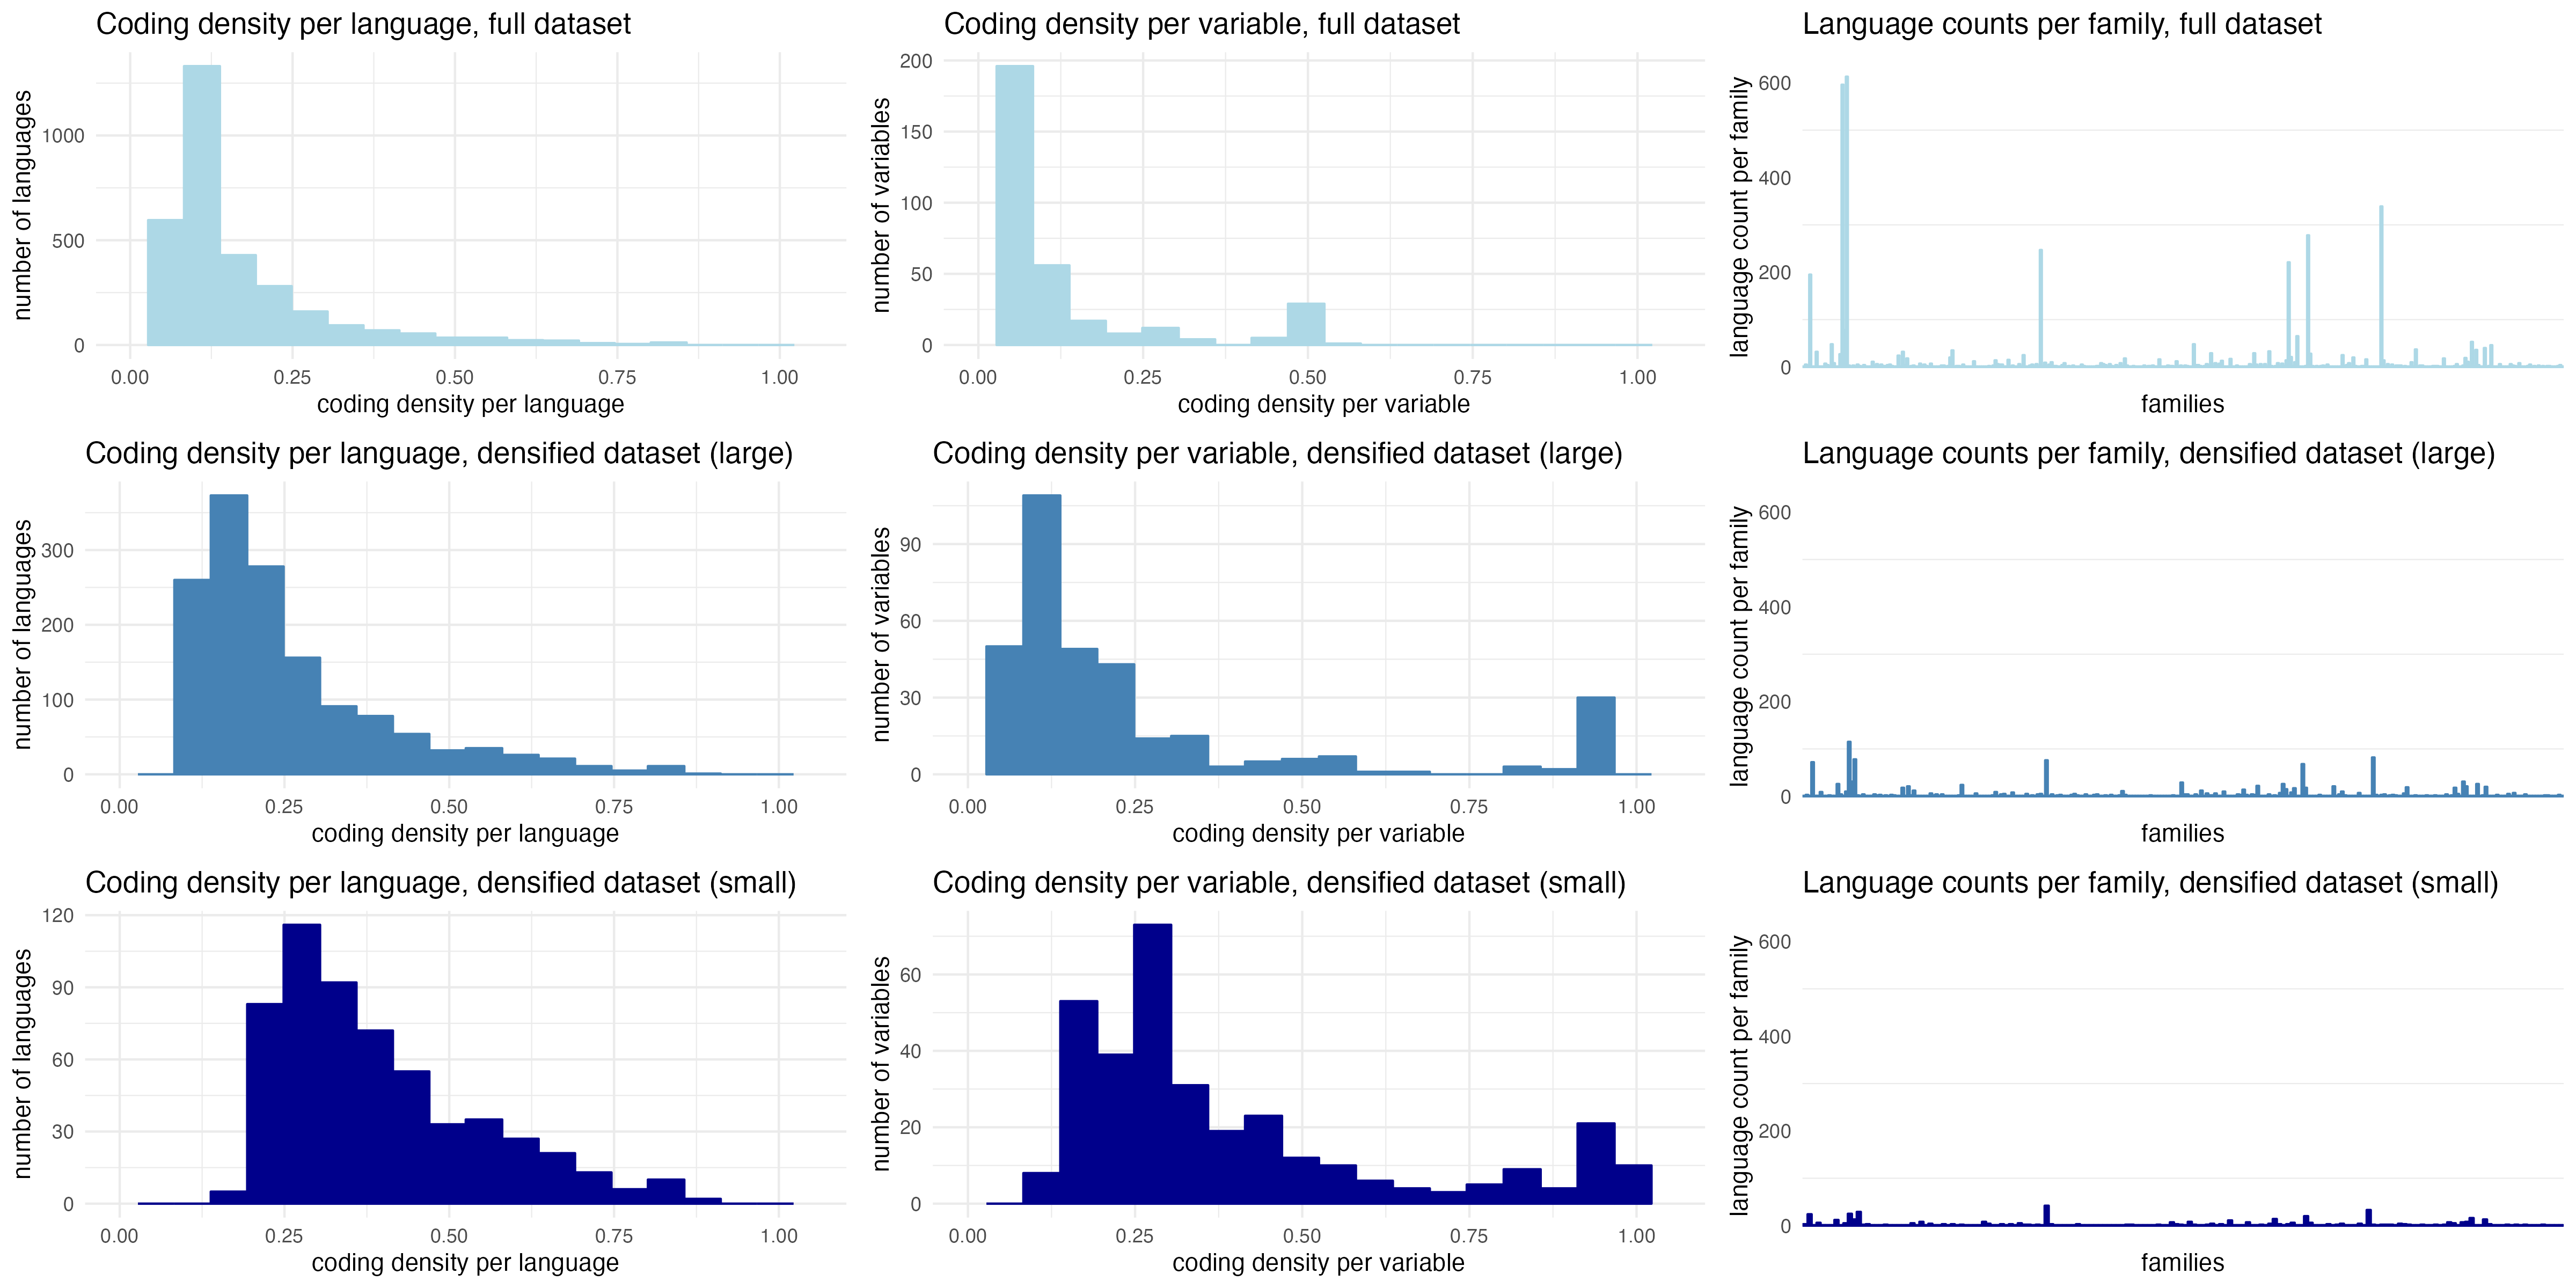 Coding density per language, full dataset
number of languages
1000
500
0
0.00 0.25 0.50 0.75 1.00
coding density per language
Coding density per variable, full dataset
number of variables
200
150
100
50
0
0.00 0.25 0.50 0.75 1.00
coding density per variable
Language counts per family, full dataset
language count per family
600
400
200
0
families
Coding density per language, densified dataset (large)
number of languages
300
200
100
0
0.00 0.25 0.50 0.75 1.00
coding density per language
Coding density per variable, densified dataset (large)
number of variables
90
60
30
0
0.00 0.25 0.50 0.75 1.00
coding density per variable
Language counts per family, densified dataset (large)
language count per family
600
400
200
0
families
Coding density per language, densified dataset (small)
number of languages
120
90
60
30
0
0.00 0.25 0.50 0.75 1.00
coding density per language
Coding density per variable, densified dataset (small)
number of variables
60
40
20
0
0.00 0.25 0.50 0.75 1.00
coding density per variable
Language counts per family, densified dataset (small)
language count per family
600
400
200
0
families